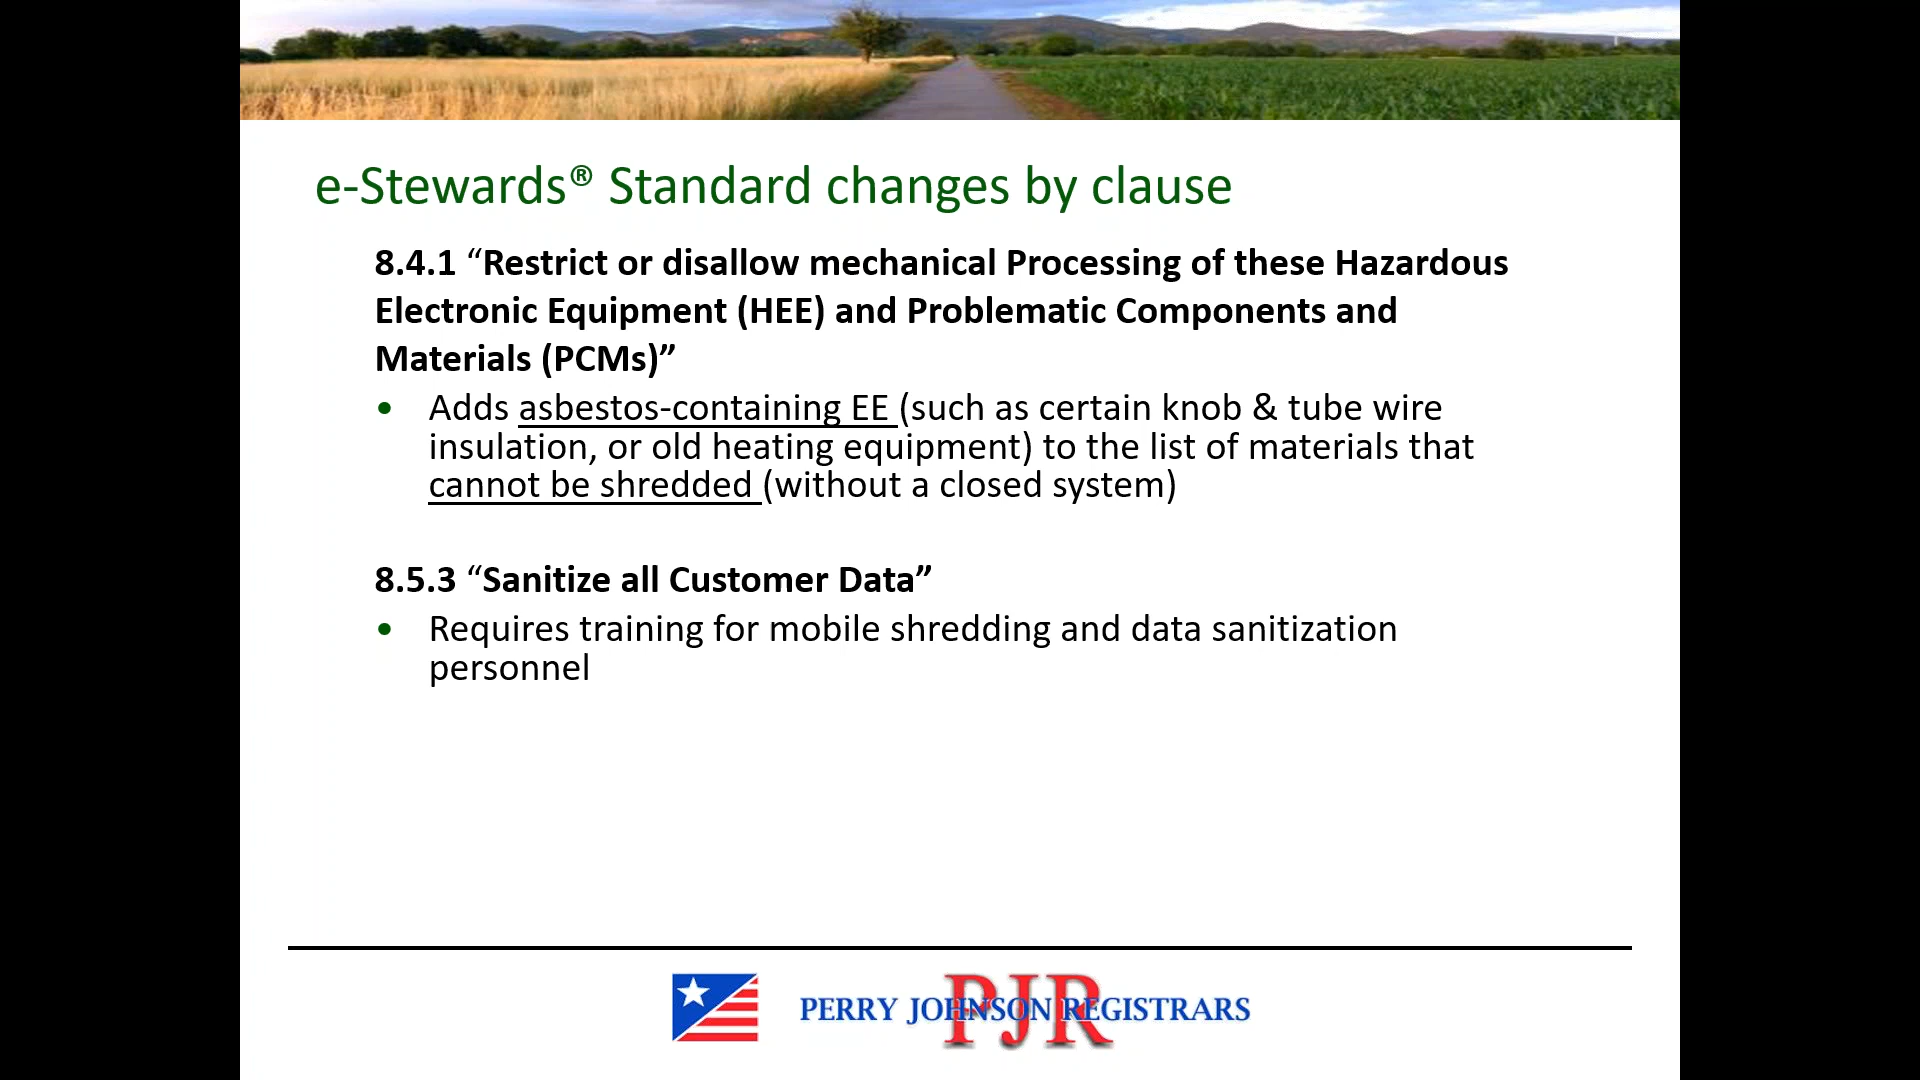 e-Stewards® Standard changes by clause
8.4.1 “Restrict or disallow mechanical Processing of these Hazardous
Electronic Equipment (HEE) and Problematic Components and
Materials (PCMs)”
• Adds asbestos-containing EE (such as certain knob & tube wire
insulation, or old heating equipment) to the list of materials that
cannot be shredded (without a closed system)
8.5.3 “Sanitize all Customer Data”
• Requires training for mobile shredding and data sanitization
personnel
PJR
PERRY JOHNSON REGISTRARS